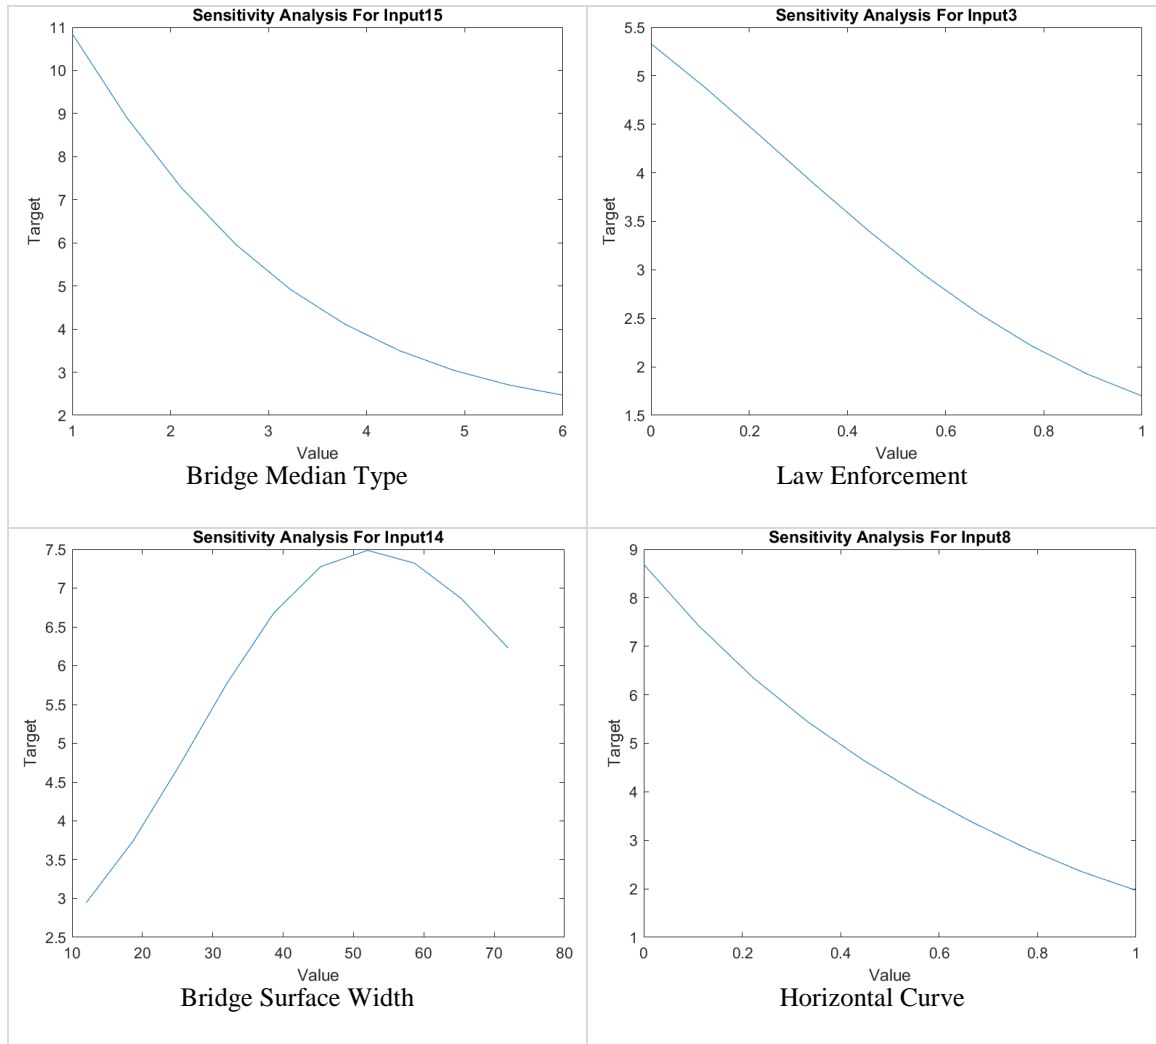 Sensitivity Analysis For Input15
11
10
9
8
7
6
5
4
3
2
Target
1 2 3 4 5 6
Value
Bridge Median Type
Sensitivity Analysis For Input3
5.5
5
4.5
4
3.5
3
2.5
2
1.5
Target
0 0.2 0.4 0.6 0.8 1
Value
Law Enforcement
Sensitivity Analysis For Input14
7.5
7
6.5
6
5.5
5
4.5
4
3.5
3
2.5
Target
10 20 30 40 50 60 70 80
Value
Bridge Surface Width
Sensitivity Analysis For Input8
9
8
7
6
5
4
3
2
1
Target
0 0.2 0.4 0.6 0.8 1
Value
Horizontal Curve